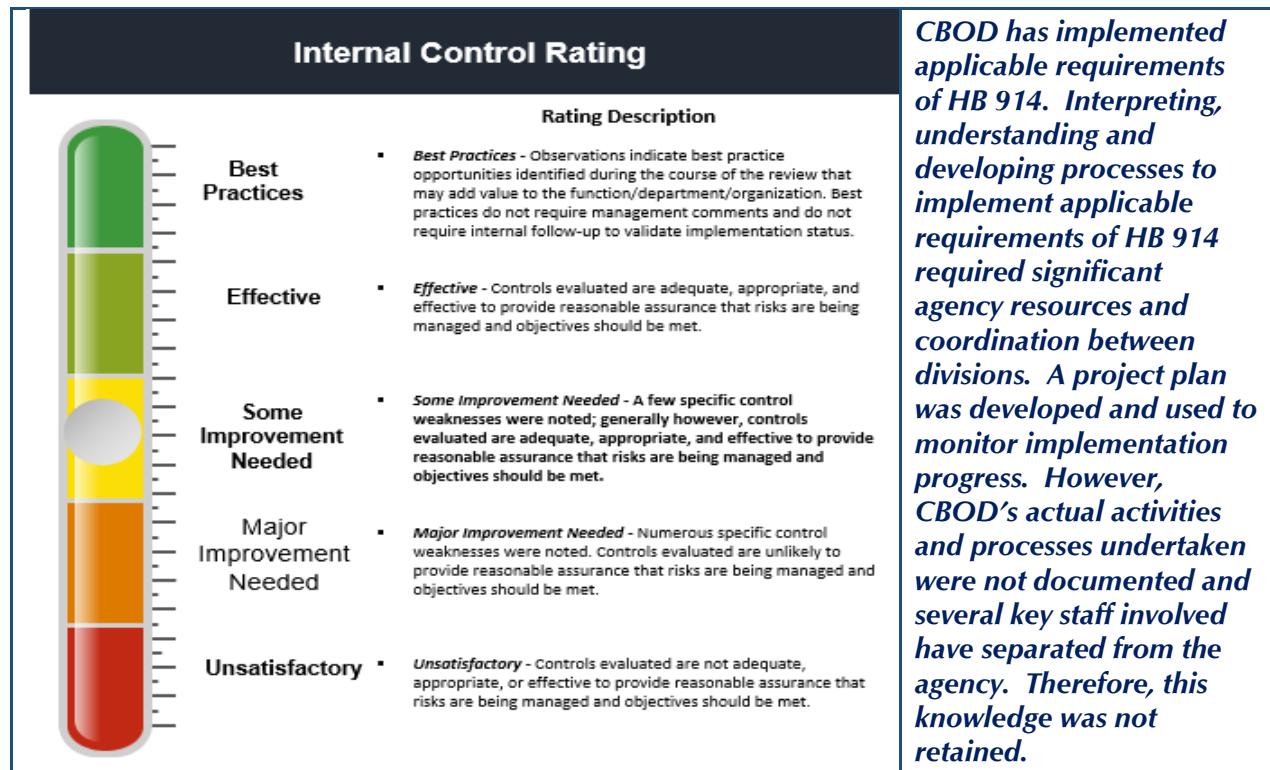 Internal Control Rating
Rating Description
Best
Practices
▪ Best Practices - Observations indicate best practice
opportunities identified during the course of the review that
may add value to the function/department/organization. Best
practices do not require management comments and do not
require internal follow-up to validate implementation status.
Effective
▪ Effective - Controls evaluated are adequate, appropriate, and
effective to provide reasonable assurance that risks are being
managed and objectives should be met.
Some
Improvement
Needed
▪ Some Improvement Needed - A few specific control
weaknesses were noted; generally however, controls
evaluated are adequate, appropriate, and effective to provide
reasonable assurance that risks are being managed and
objectives should be met.
Major
Improvement
Needed
▪ Major Improvement Needed - Numerous specific control
weaknesses were noted. Controls evaluated are unlikely to
provide reasonable assurance that risks are being managed and
objectives should be met.
Unsatisfactory
▪ Unsatisfactory - Controls evaluated are not adequate,
appropriate, or effective to provide reasonable assurance that
risks are being managed and objectives should be met.
CBOD has implemented
applicable requirements
of HB 914. Interpreting,
understanding and
developing processes to
implement applicable
requirements of HB 914
required significant
agency resources and
coordination between
divisions. A project plan
was developed and used to
monitor implementation
progress. However,
CBOD's actual activities
and processes undertaken
were not documented and
several key staff involved
have separated from the
agency. Therefore, this
knowledge was not
retained.